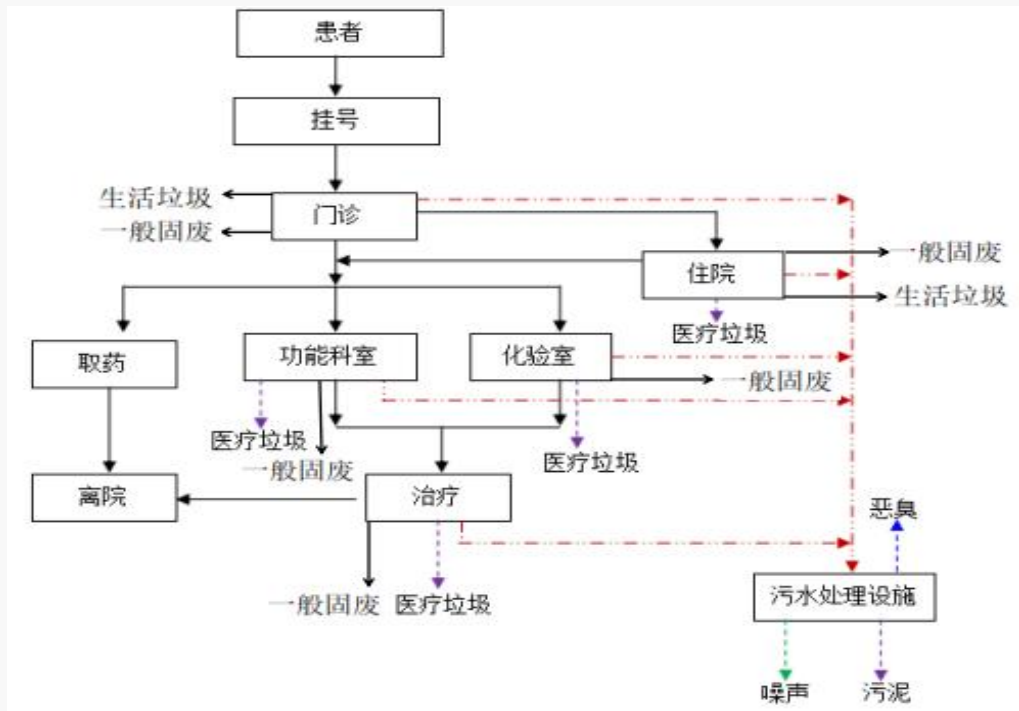 患者
挂号
生活垃圾
门诊
一般固废
一般固废
住院
生活垃圾
医疗垃圾
取药
功能科室
化验室
一般固废
医疗垃圾
一般固废
医疗垃圾
离院
治疗
恶臭
一般固废
医疗垃圾
污水处理设施
噪声
污泥